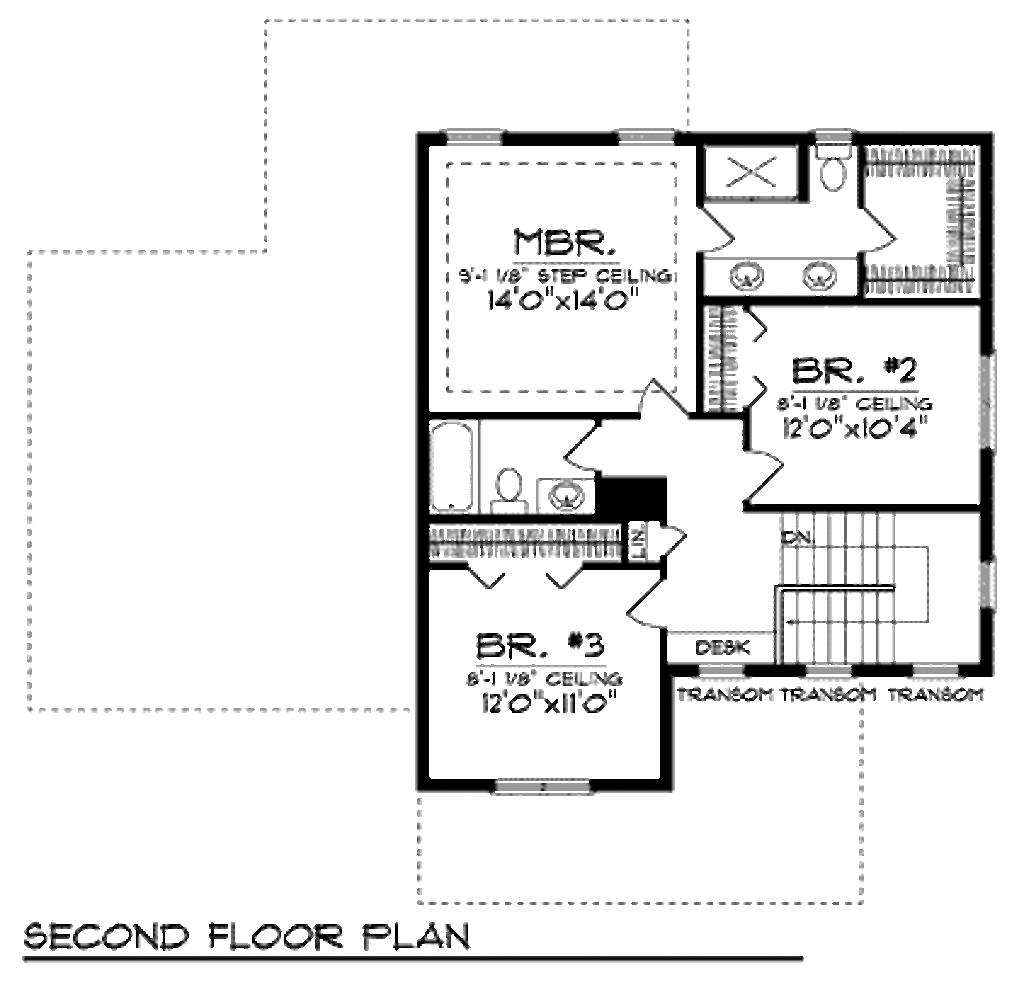 MBR.
9'-1 1/8" STEP CEILING
14'0"x14'0"
BR. #2
8'-1 1/8" CEILING
12'0"x10'4"
LIN.
DN.
BR. #3
8'-1 1/8" CEILING
12'0"x11'0"
DESK
TRANSOM TRANSOM TRANSOM
SECOND FLOOR PLAN